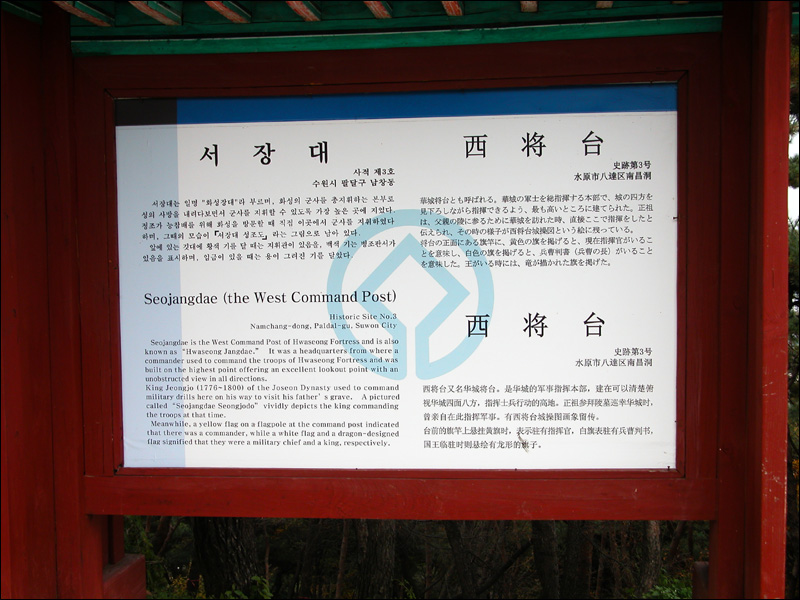 서 장 대
사적 제3호
수원시 팔달구 남창동
서장대는 일명 "화성장대"라 부르며, 화성의 군사를 총지휘하는 본부로
성의 사방을 내려다보면서 군사를 지휘할 수 있도록 가장 높은 곳에 지었다.
정조가 능참배를 위해 화성을 방문할 때 직접 이곳에서 군사를 지휘하였다
하며, 그때의 모습이 『서장대 성조도』라는 그림으로 남아 있다.
앞에 있는 깃대에 황색 기를 달 때는 지휘관이 있음을, 백색 기는 병조판서가
있음을 표시하며, 임금이 있을 때는 용이 그려진 기를 달았다.
Seojangdae (the West Command Post)
Historic Site No.3
Namchang-dong, Paldal-gu, Suwon City
Seojangdae is the West Command Post of Hwaseong Fortress and is also
known as "Hwaseong Jangdae." It was a headquarters from where a
commander used to command the troops of Hwaseong Fortress and was
built on the highest point offering an excellent lookout point with an
unobstructed view in all directions.
King Jeongjo (1776~1800) of the Joseon Dynasty used to command
military drills here on his way to visit his father's grave. A pictured
called "Seojangdae Seongjodo" vividly depicts the king commanding
the troops at that time.
Meanwhile, a yellow flag on a flagpole at the command post indicated
that there was a commander, while a white flag and a dragon-designed
flag signified that they were a military chief and a king, respectively.
西 将 台
史跡第3号
水原市八達区南昌洞
華城将台とも呼ばれる。華城の軍士を総指揮する本部で、城の四方を
見下ろしながら指揮できるよう、最も高いところに建てられた。正祖
は、父親の陵に参るために華城を訪れた時、直接ここで指揮をしたと
伝えられ、その時の様子が西将台城操図という絵に残っている。
将台の正面にある旗竿に、黄色の旗を掲げると、現在指揮官がいるこ
とを意味し、白色の旗を掲げると、兵曹判書（兵曹の長）がいること
を意味した。王がいる時には、竜が描かれた旗を掲げた。
西 将 台
史跡第3号
水原市八达区南昌洞
西将台又名华城将台。是华城的军事指挥本部，建在可以清楚俯
视华城四面八方，指挥士兵行动的高地。正祖参拜陵墓巡幸华城时，
曾亲自在此指挥军事。有西将台城操图画象留传。
台前的旗竿上悬挂黄旗时，表示驻有指挥官，白旗表驻有兵曹判书，
国王临驻时则悬绘有龙形的旗子。